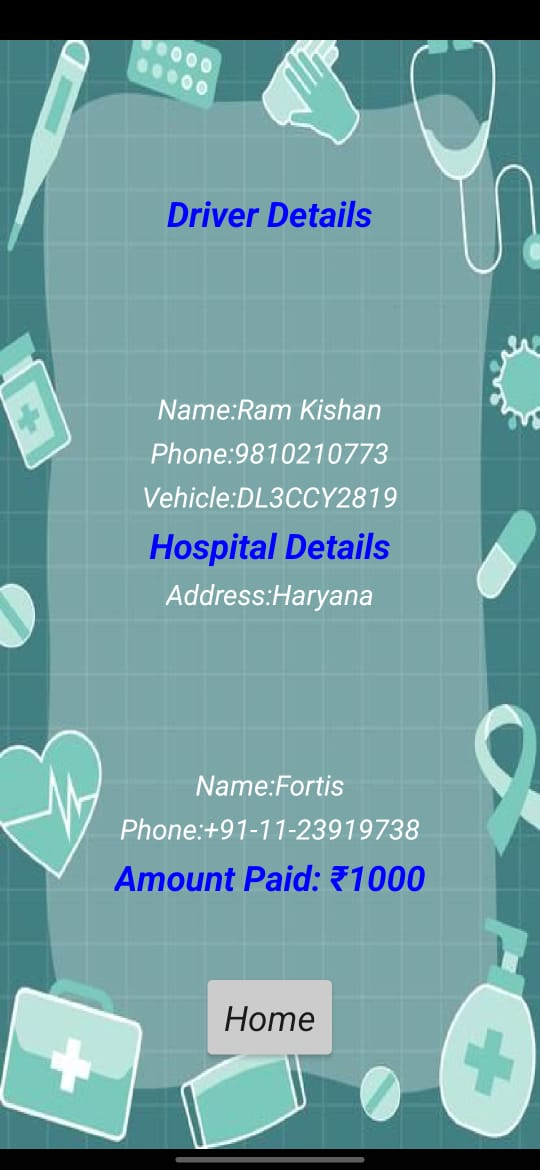 Driver Details
Name:Ram Kishan
Phone:9810210773
Vehicle:DL3CCY2819
Hospital Details
Address:Haryana
Name:Fortis
Phone:+91-11-23919738
Amount Paid: ₹1000
Home